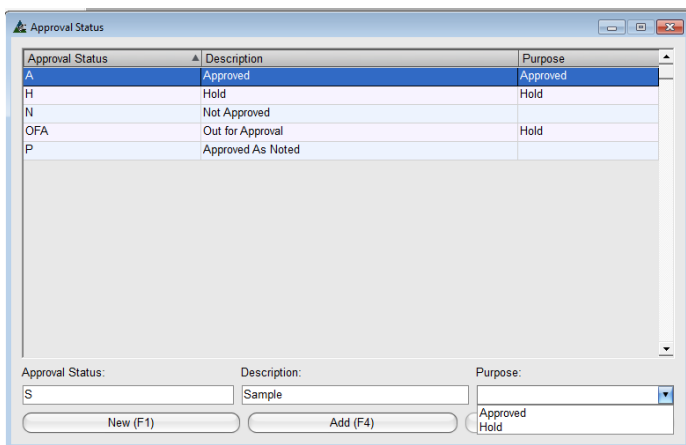 Approval Status
Approval Status Description Purpose
A Approved Approved
H Hold Hold
N Not Approved
OFA Out for Approval Hold
P Approved As Noted
Approval Status: Description: Purpose:
S Sample
New (F1) Add (F4)
Approved
Hold